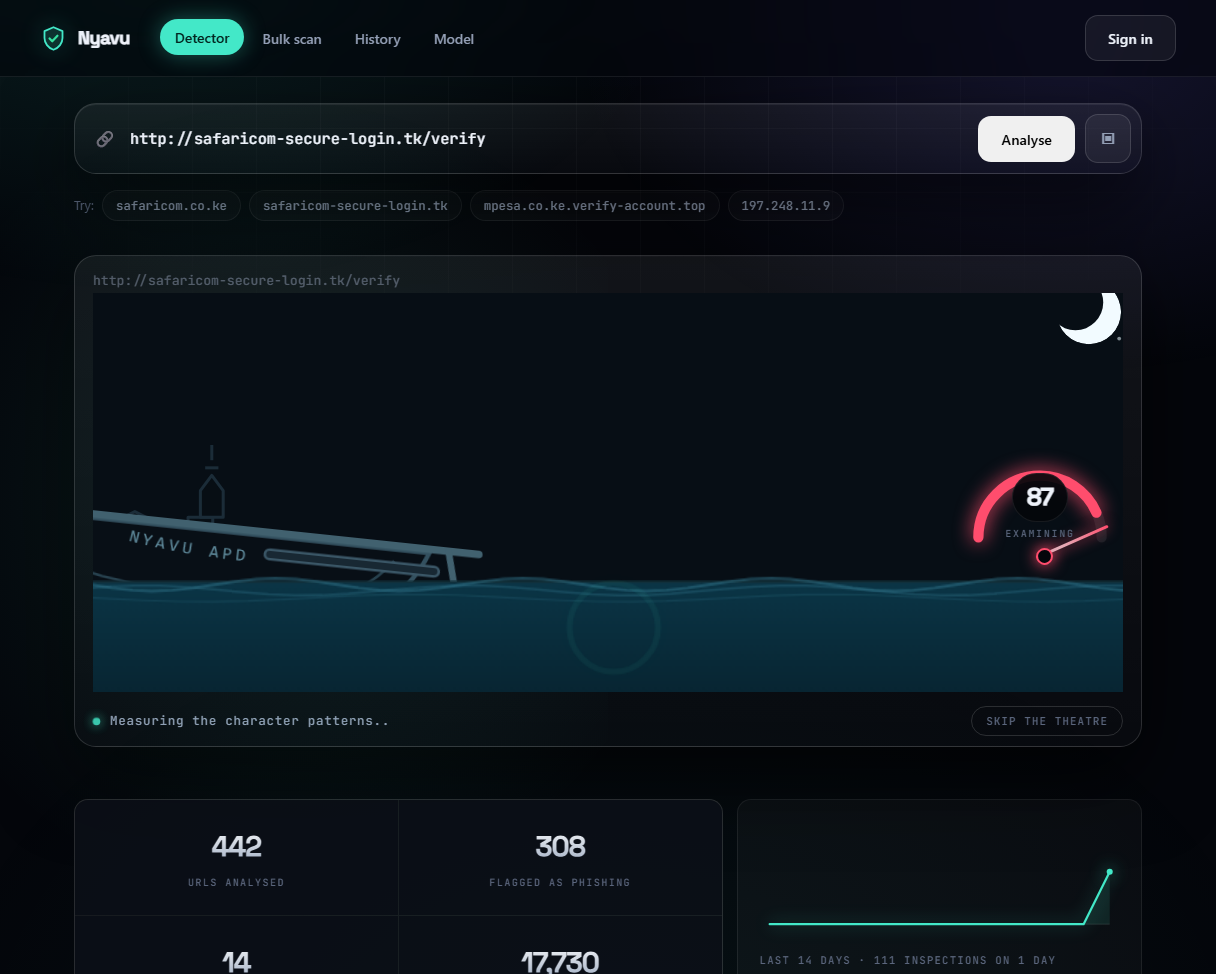 Nyavu
Detector
Bulk scan
History
Model
Sign in
http://safaricom-secure-login.tk/verify
Analyse
Try:
safaricom.co.ke
safaricom-secure-login.tk
mpesa.co.ke.verify-account.top
197.248.11.9
http://safaricom-secure-login.tk/verify
87
EXAMINING
NYAVU APD
Measuring the character patterns..
SKIP THE THEATRE
442
URLS ANALYSED
308
FLAGGED AS PHISHING
14
17,730
LAST 14 DAYS · 111 INSPECTIONS ON 1 DAY